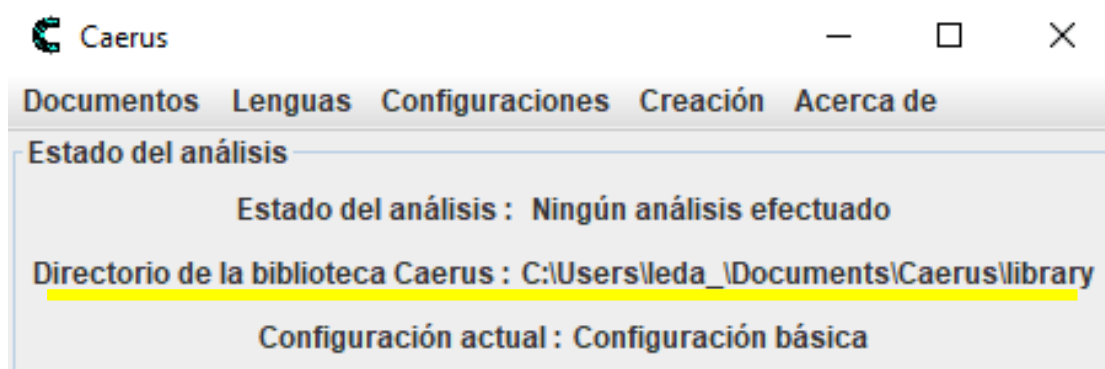 Caerus
Documentos Lenguas Configuraciones Creación Acerca de
Estado del análisis
Estado del análisis : Ningún análisis efectuado
Directorio de la biblioteca Caerus : C:\Users\leda_\Documents\Caerus\library
Configuración actual : Configuración básica